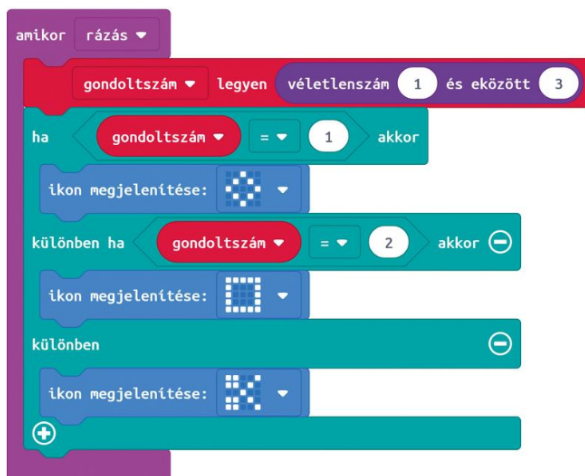 amikor rázás
gondoltszám legyen véletlenszám 1 és eközött 3
ha gondoltszám = 1 akkor
ikon megjelenítése:
különben ha gondoltszám = 2 akkor
ikon megjelenítése:
különben
ikon megjelenítése: